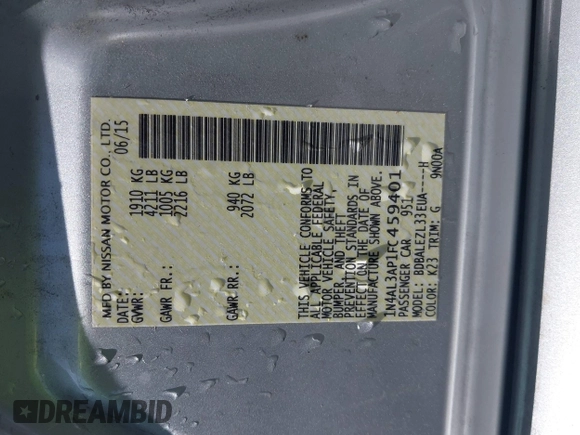 MFD BY NISSAN MOTOR CO., LTD.
DATE: 06/15
GVWR: 1910 KG
4211 LB
GAWR FR.: 1005 KG
2216 LB
GAWR RR.: 940 KG
2072 LB
THIS VEHICLE CONFORMS TO
ALL APPLICABLE FEDERAL
MOTOR VEHICLE SAFETY,
BUMPER, AND THEFT
PREVENTION STANDARDS IN
EFFECT ON THE DATE OF
MANUFACTURE SHOWN ABOVE.
1N4AL3AP1FC459401
PASSENGER CAR 951
MODEL: BDBALEZL33EUA----H
COLOR: K23 TRIM: G 9N00A
DREAMBID